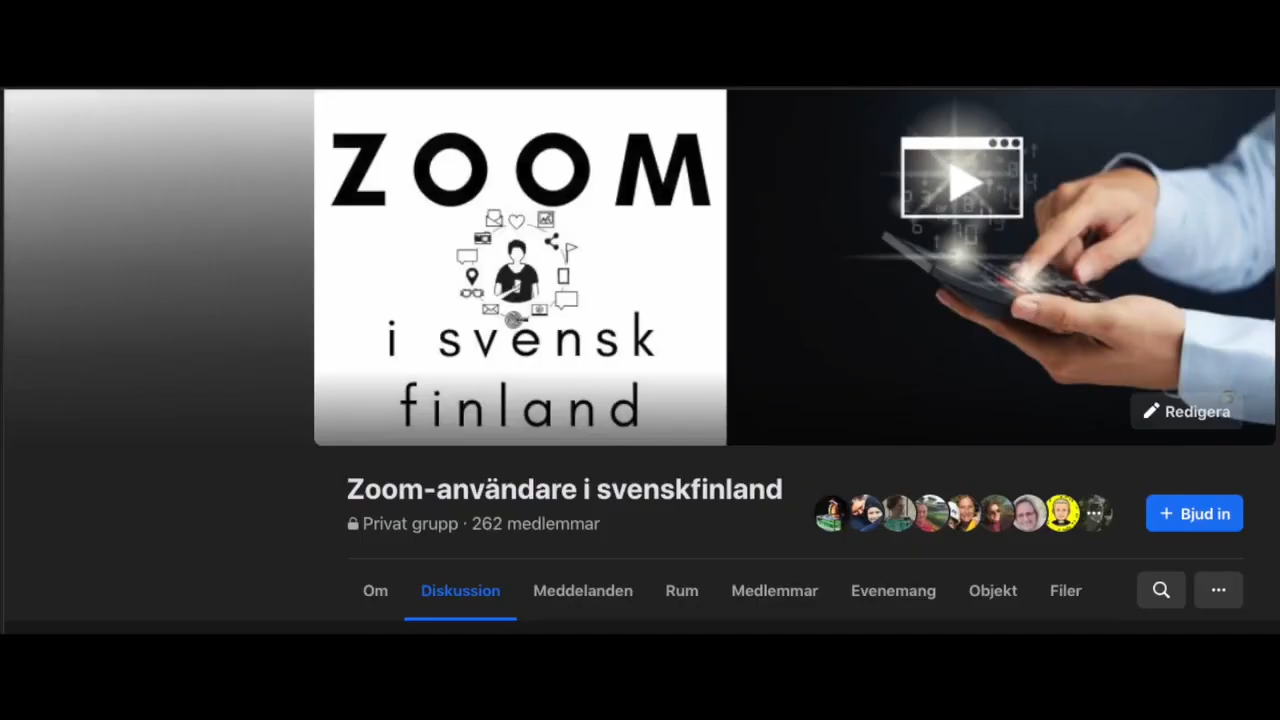 ZOOM
i svensk
finland
Redigera
Zoom-användare i svenskfinland
Privat grupp · 262 medlemmar
+ Bjud in
Om Diskussion Meddelanden Rum Medlemmar Evenemang Objekt Filer